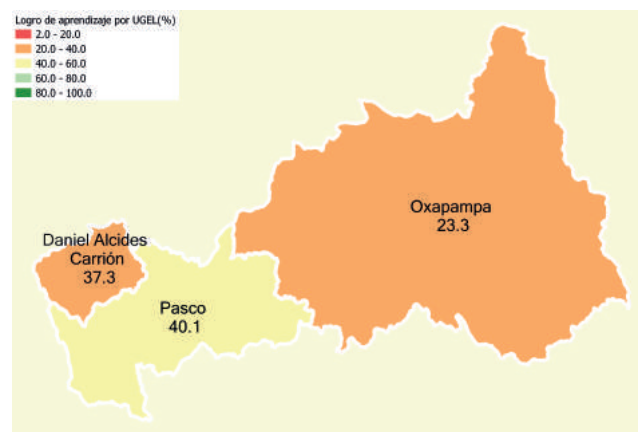 Logro de aprendizaje por UGEL(%)
2.0 - 20.0
20.0 - 40.0
40.0 - 60.0
60.0 - 80.0
80.0 - 100.0
Oxapampa
23.3
Daniel Alcides
Carrión
37.3
Pasco
40.1